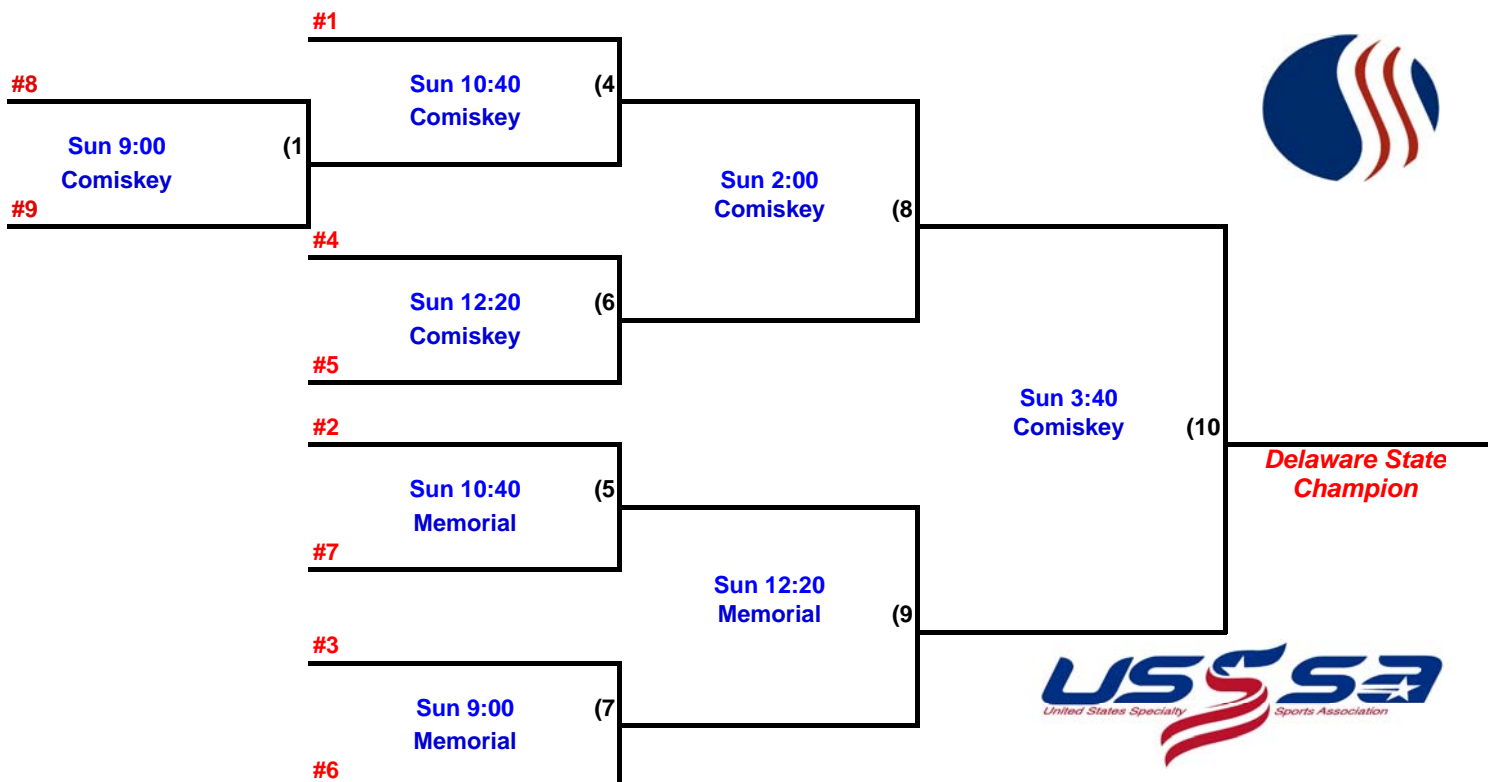 #1
#8
Sun 10:40
(4
Comiskey
Sun 9:00
(1
Comiskey
Sun 2:00
Comiskey
(8
#9
#4
Sun 12:20
(6
Comiskey
#5
Sun 3:40
Comiskey
(10
#2
Delaware State
Champion
Sun 10:40
(5
Memorial
#7
Sun 12:20
Memorial
(9
#3
USSSA
United States Specialty Sports Association
Sun 9:00
(7
Memorial
#6